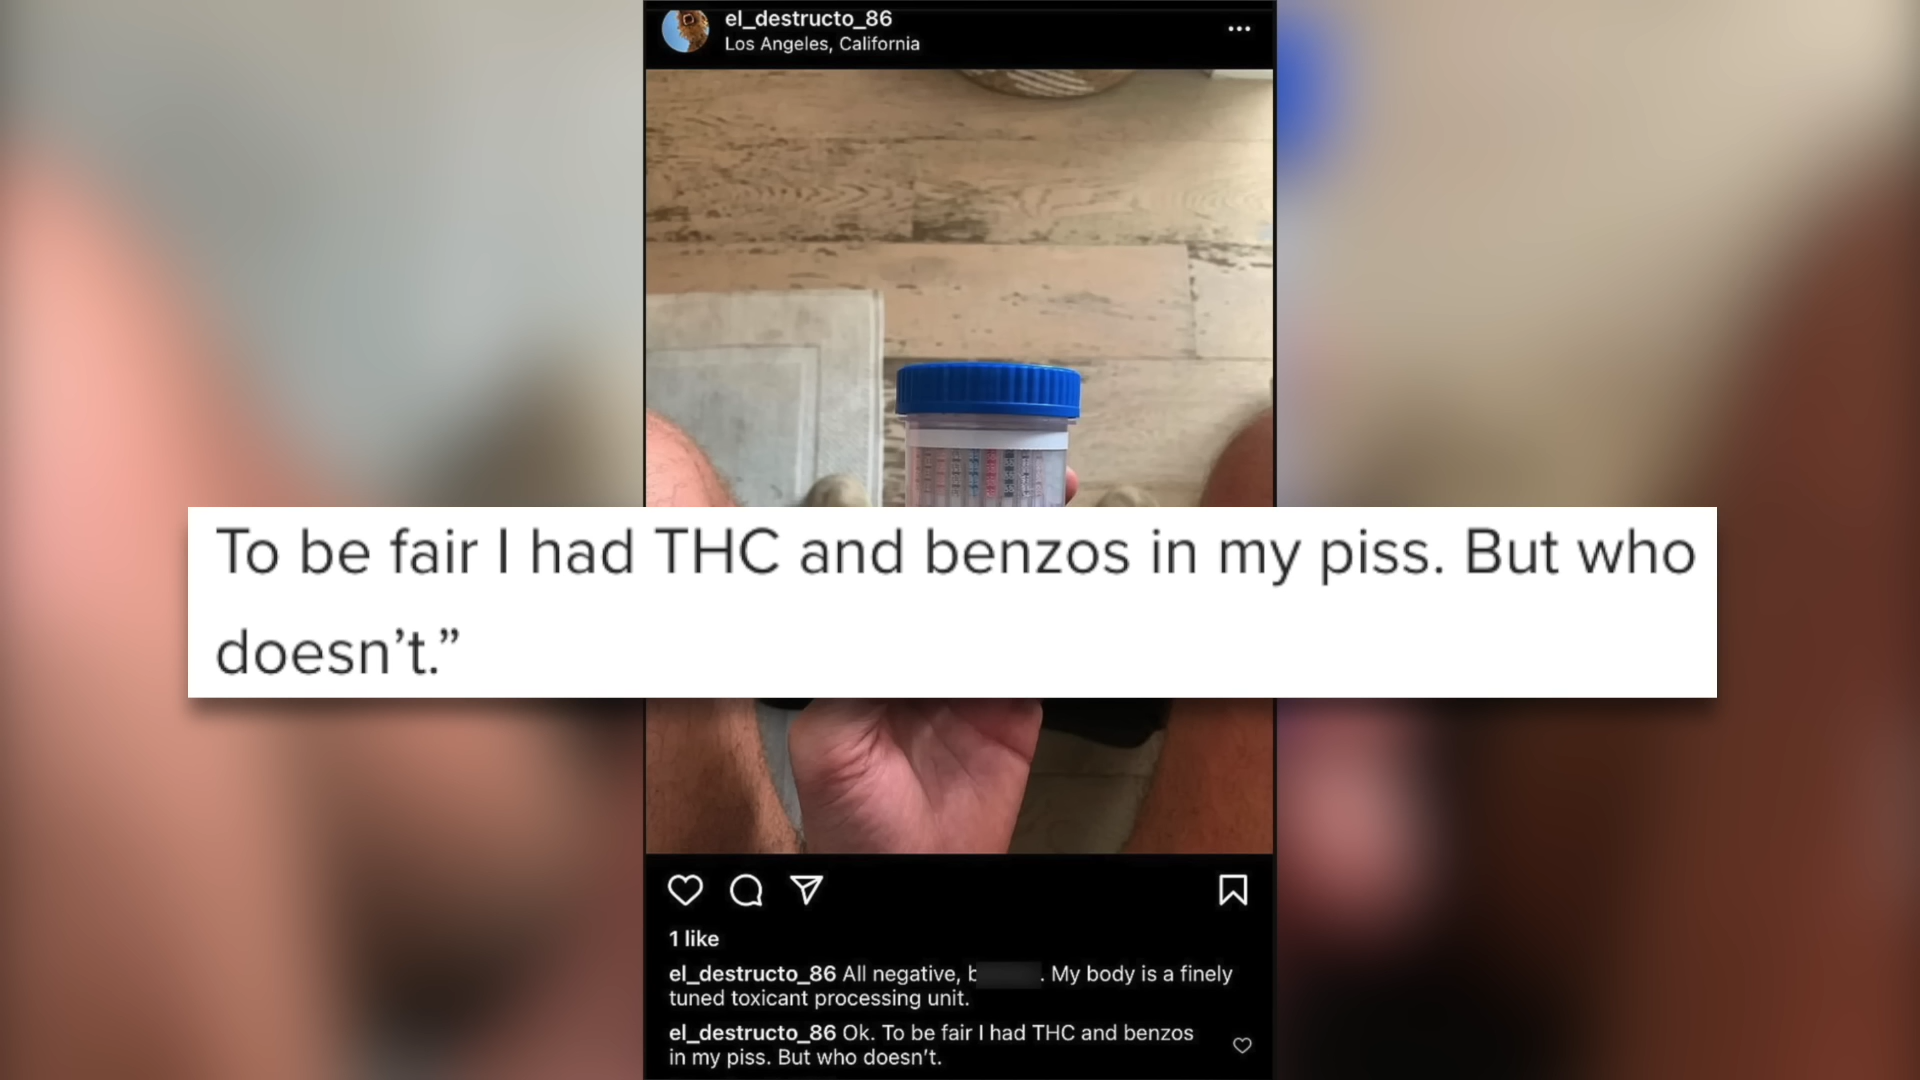 el_destructo_86
Los Angeles, California
To be fair I had THC and benzos in my piss. But who
doesn’t.”
1 like
el_destructo_86 All negative, b . My body is a finely
tuned toxicant processing unit.
el_destructo_86 Ok. To be fair I had THC and benzos
in my piss. But who doesn’t.